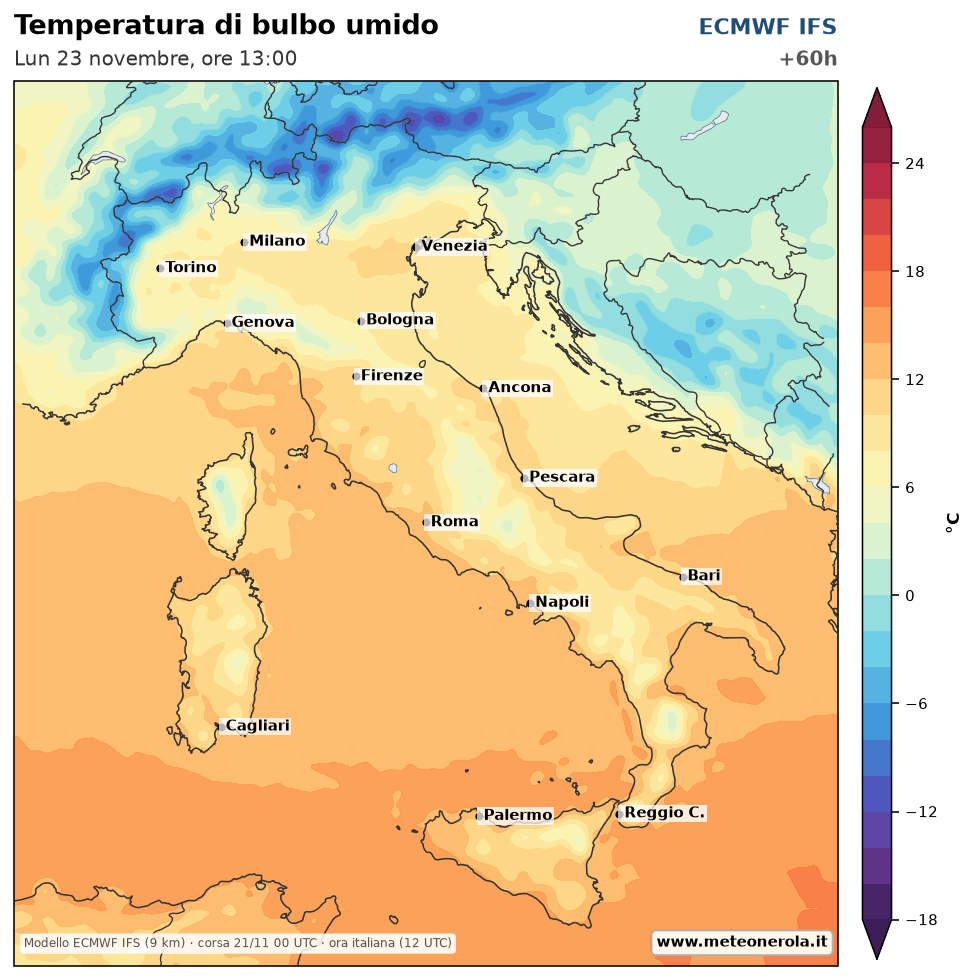 Temperatura di bulbo umido
ECMWF IFS
Lun 23 novembre, ore 13:00
+60h
Milano
Venezia
Torino
Genova
Bologna
Firenze
Ancona
Pescara
Roma
Bari
Napoli
Cagliari
Palermo
Reggio C.
24
18
12
6
0
−6
−12
−18
°C
Modello ECMWF IFS (9 km) · corsa 21/11 00 UTC · ora italiana (12 UTC)
www.meteonerola.it